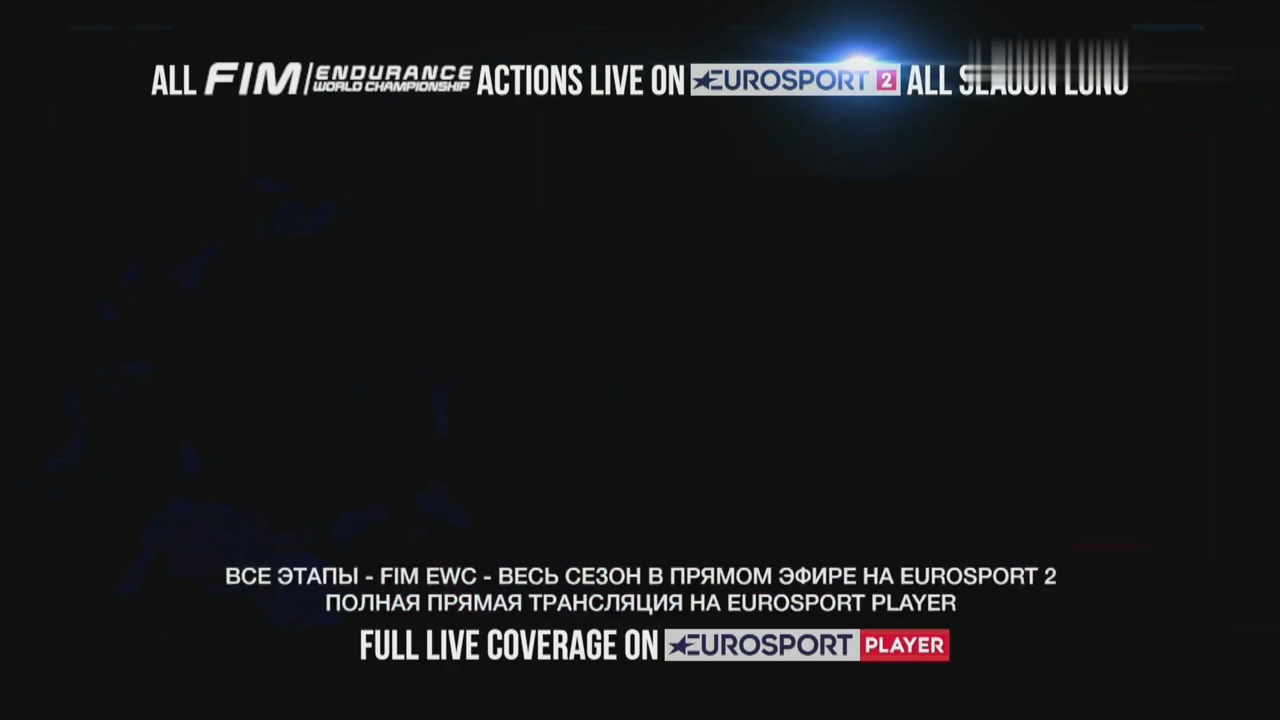 ALL FIM ENDURANCE WORLD CHAMPIONSHIP ACTIONS LIVE ON EUROSPORT 2 ALL
ВСЕ ЭТАПЫ - FIM EWC - ВЕСЬ СЕЗОН В ПРЯМОМ ЭФИРЕ НА EUROSPORT 2
ПОЛНАЯ ПРЯМАЯ ТРАНСЛЯЦИЯ НА EUROSPORT PLAYER
FULL LIVE COVERAGE ON EUROSPORT PLAYER